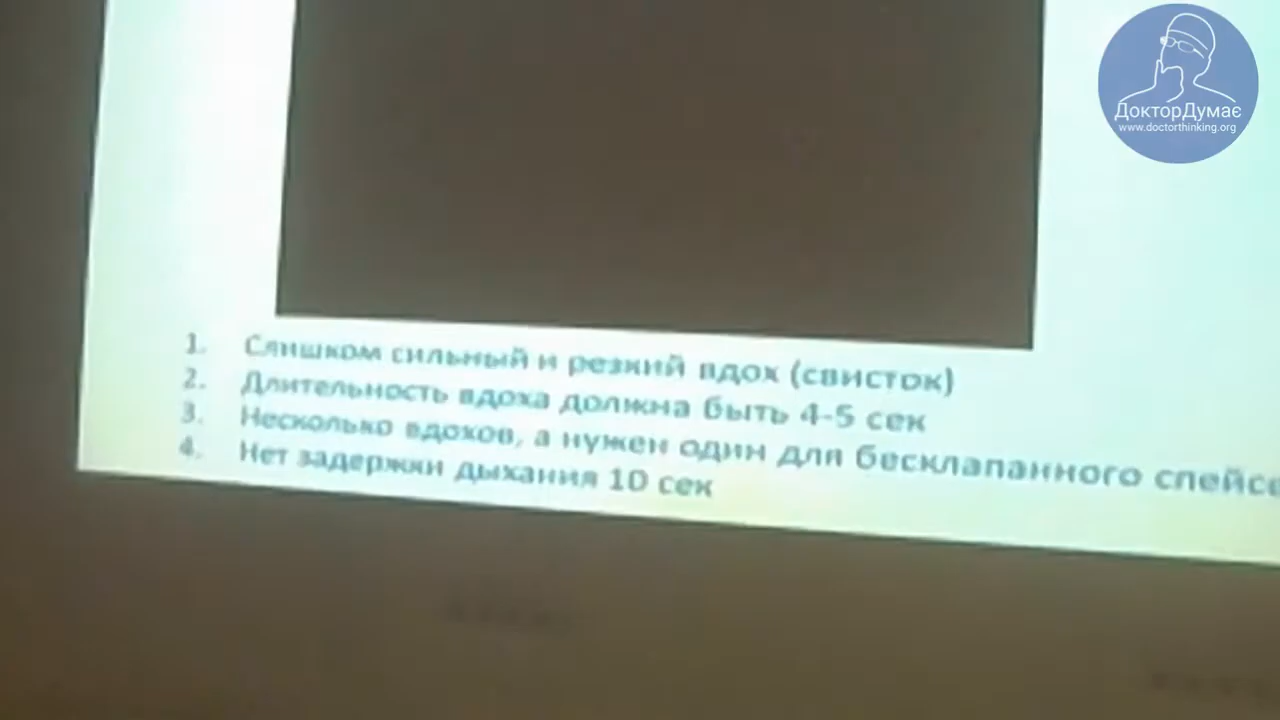 ДокторДумає
www.doctorthinking.org
1. Слишком сильный и резкий вдох (свисток)
2. Длительность вдоха должна быть 4-5 сек
3. Несколько вдохов, а нужен один для бесклапанного спейсе
4. Нет задержки дыхания 10 сек